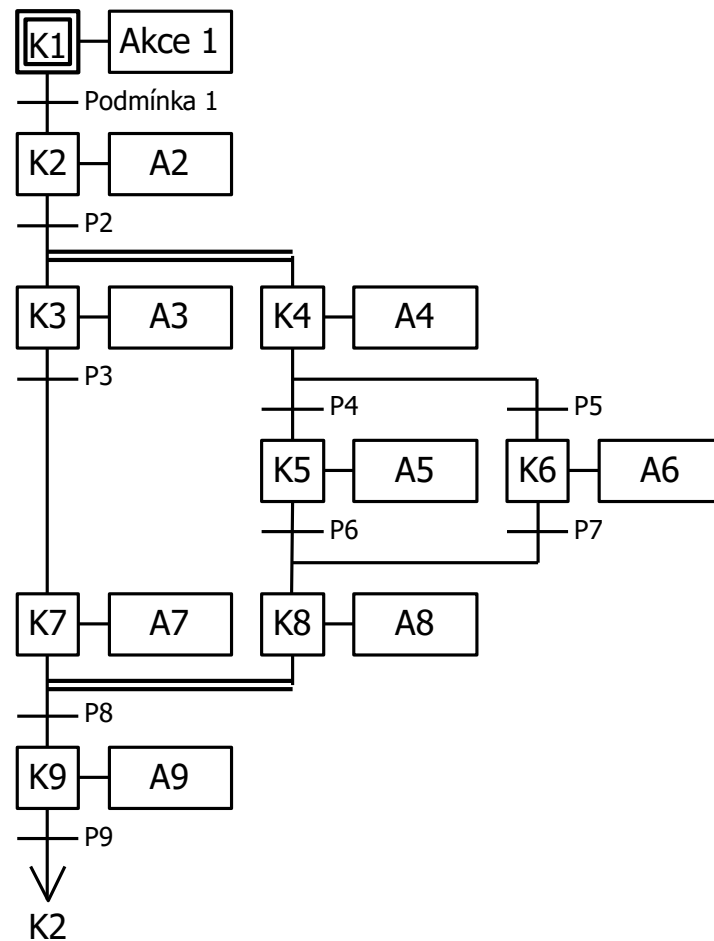 K1 Akce 1
Podmínka 1
K2 A2
P2
K3 A3 K4 A4
P3
P4 P5
K5 A5 K6 A6
P6 P7
K7 A7 K8 A8
P8
K9 A9
P9
K2